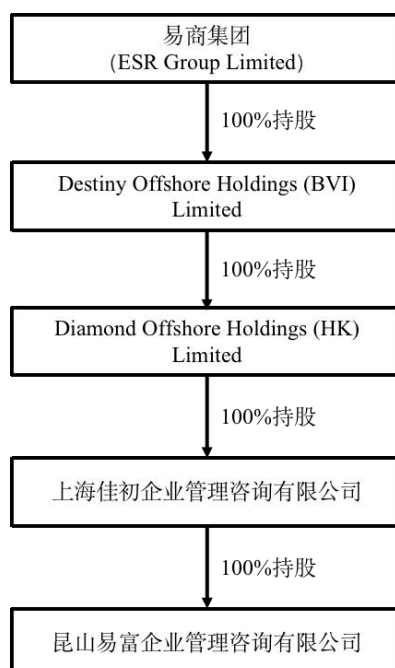 易商集团
(ESR Group Limited)
100%持股
Destiny Offshore Holdings (BVI)
Limited
100%持股
Diamond Offshore Holdings (HK)
Limited
100%持股
上海佳初企业管理咨询有限公司
100%持股
昆山易富企业管理咨询有限公司